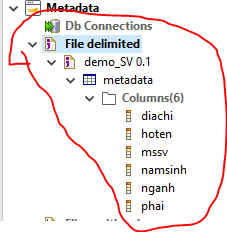 Metadata
Db Connections
File delimited
demo_SV 0.1
metadata
Columns(6)
diachi
hoten
mssv
namsinh
nganh
phai